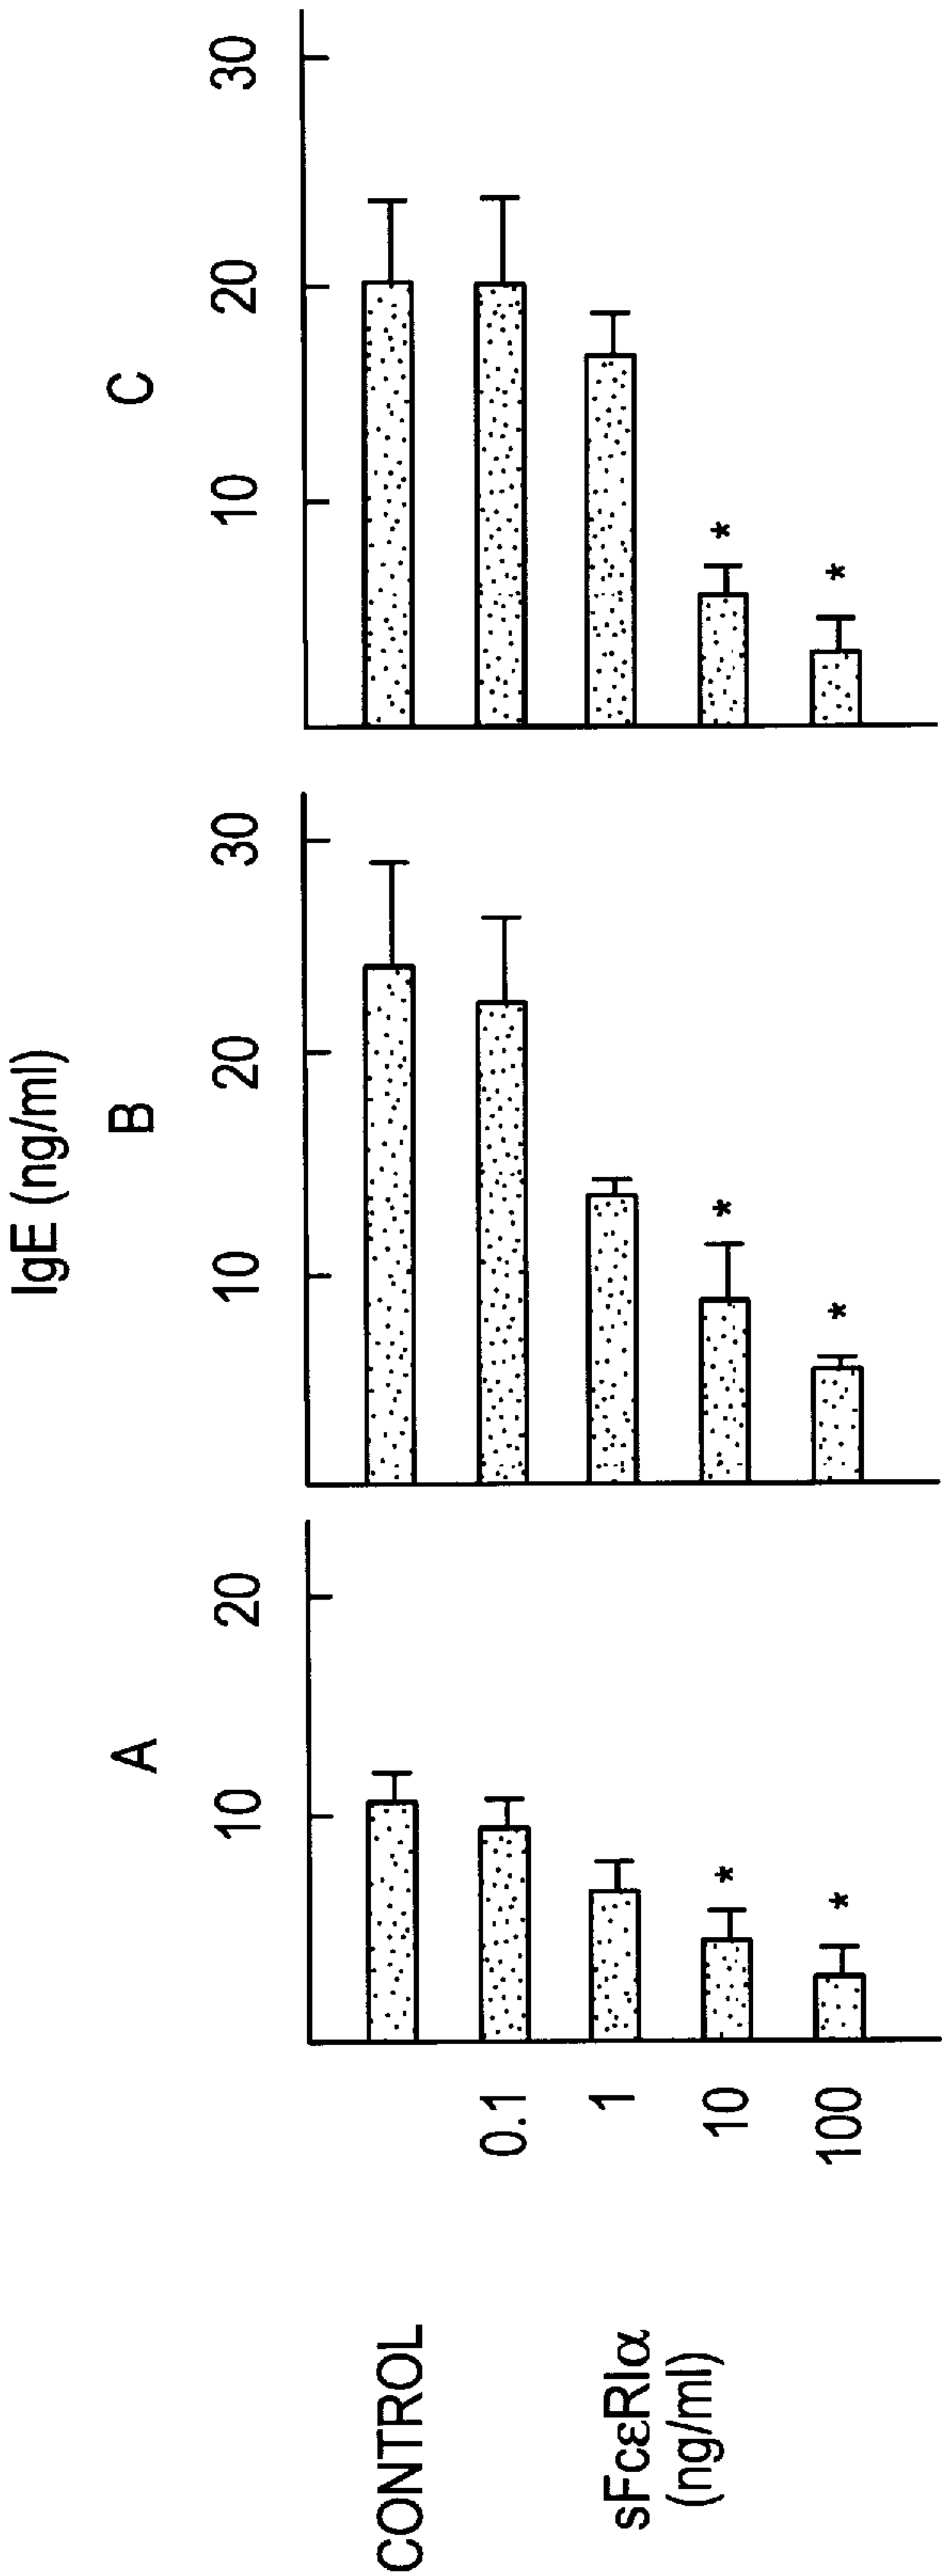 IgE (ng/ml)
A B C
10 20 10 20 30 10 20 30
CONTROL
0.1
sFcεRIα 1
(ng/ml) 10 * * *
100 * * *